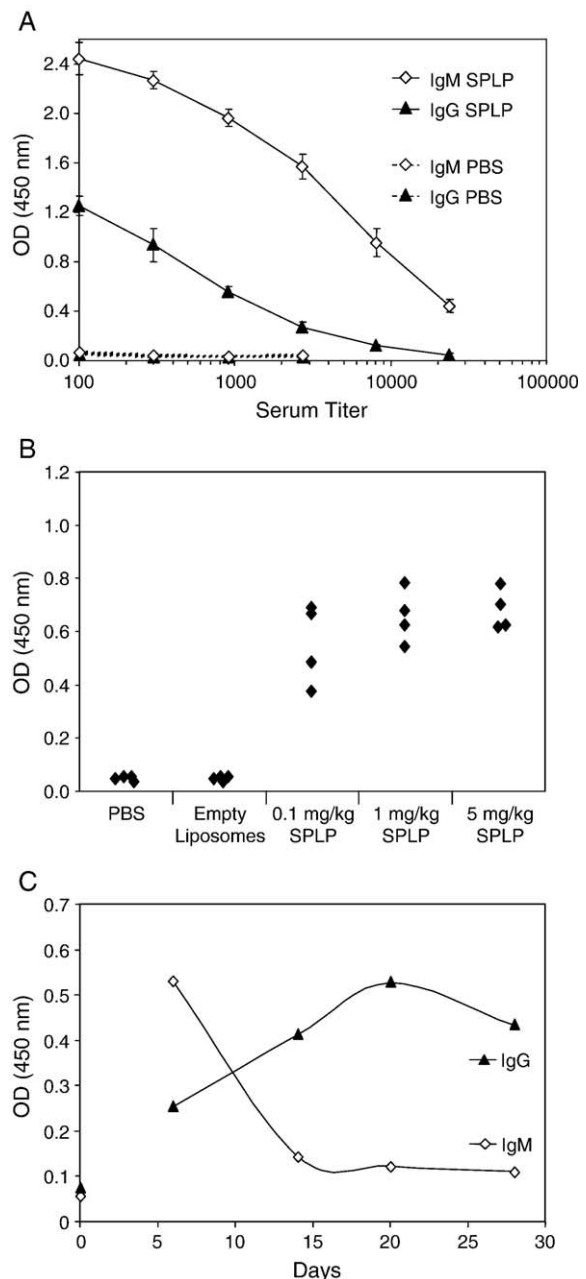 A
OD (450 nm)
2.4
2.0
1.6
1.2
0.8
0.4
0.0
IgM SPLP
IgG SPLP
IgM PBS
IgG PBS
100 1000 10000 100000
Serum Titer
B
OD (450 nm)
1.2
1.0
0.8
0.6
0.4
0.2
0.0
PBS Empty 0.1 mg/kg 1 mg/kg 5 mg/kg
Liposomes SPLP SPLP SPLP
C
OD (450 nm)
0.7
0.6
0.5
0.4
0.3
0.2
0.1
0
IgG
IgM
0 5 10 15 20 25 30
Days